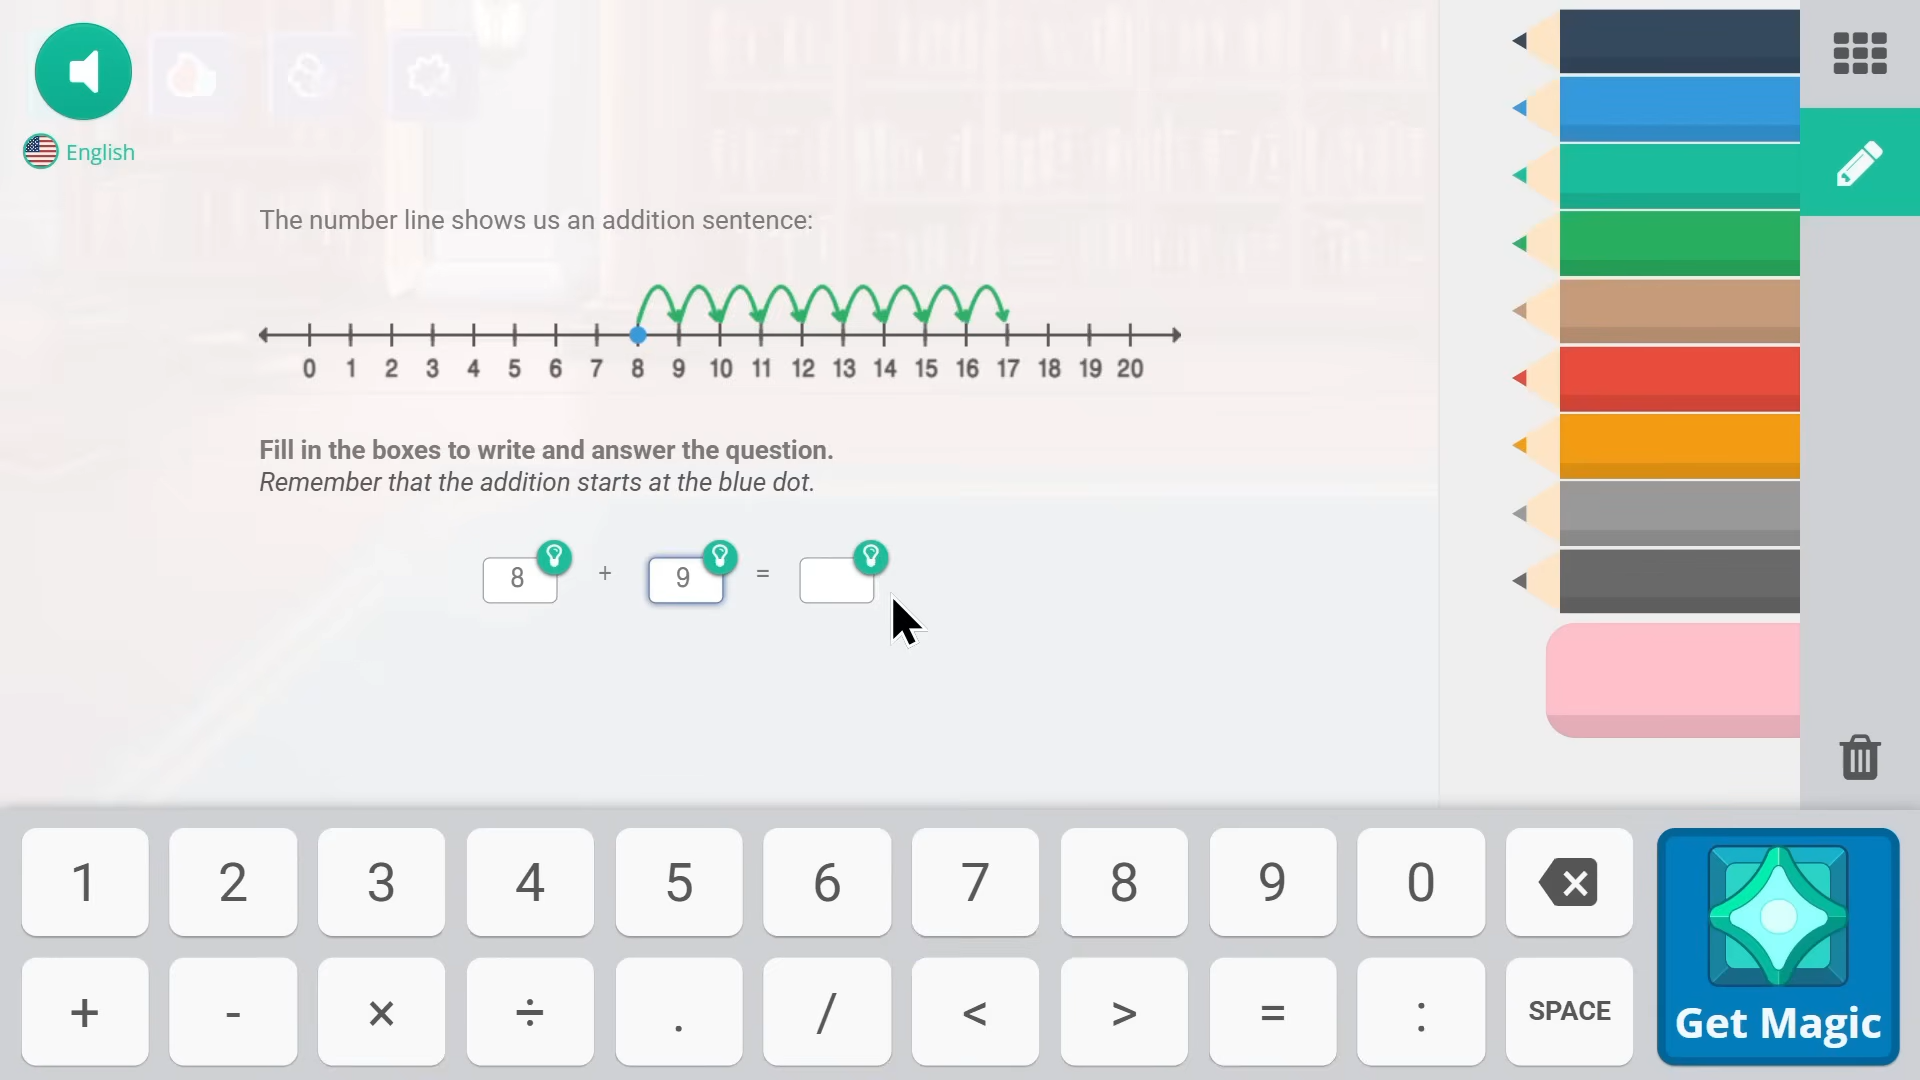 English
The number line shows us an addition sentence:
0 1 2 3 4 5 6 7 8 9 10 11 12 13 14 15 16 17 18 19 20
Fill in the boxes to write and answer the question.
Remember that the addition starts at the blue dot.
8 + 9 =
1 2 3 4 5 6 7 8 9 0
+ - × ÷ . / < > = : SPACE
Get Magic